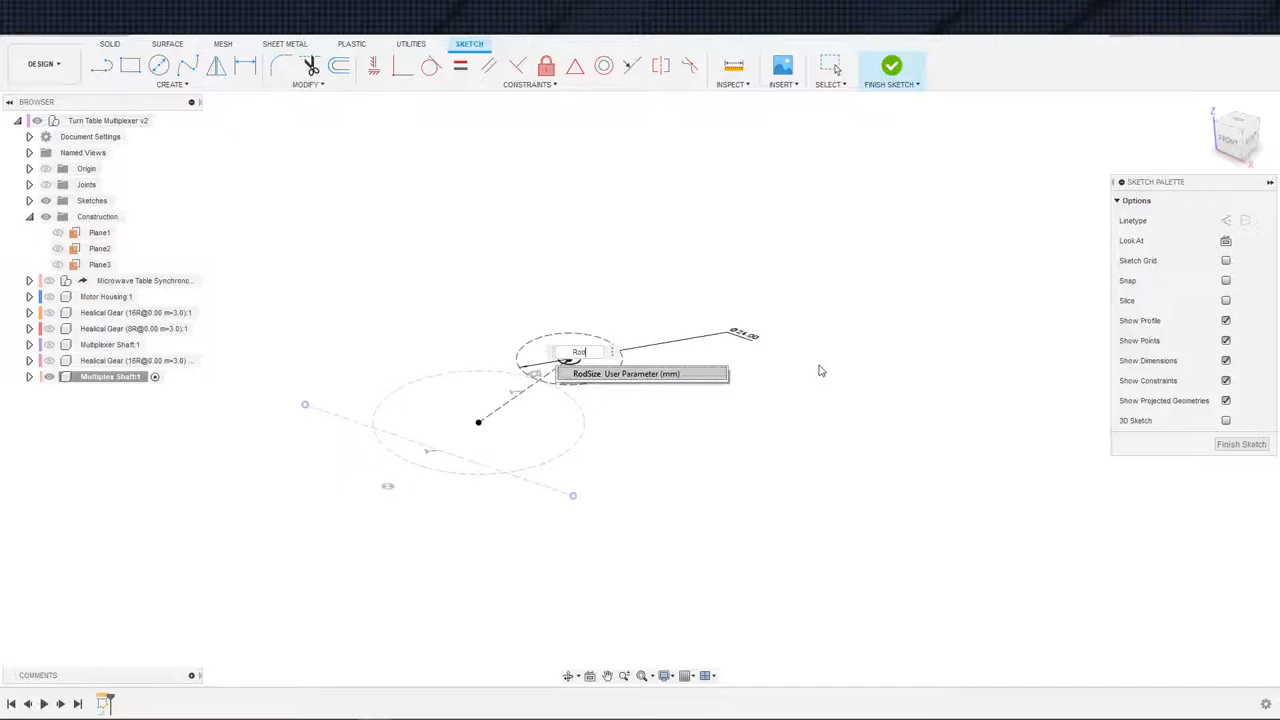 SOLID SURFACE MESH SHEET METAL PLASTIC UTILITIES SKETCH
DESIGN
CREATE MODIFY CONSTRAINTS INSPECT INSERT SELECT FINISH SKETCH
BROWSER
Turn Table Multiplexer v2
Document Settings
Named Views
Origin
Joints
Sketches
Construction
Plane1
Plane2
Plane3
Microwave Table Synchronc...
Motor Housing:1
Healical Gear (16R@0.00 m=3.0):1
Healical Gear (8R@0.00 m=3.0):1
Multiplexer Shaft:1
Healical Gear (16R@0.00 m=3.0) ...
Multiplex Shaft:1
Z
FRONT
X
SKETCH PALETTE
Options
Linetype
Look At
Sketch Grid
Snap
Slice
Show Profile
Show Points
Show Dimensions
Show Constraints
Show Projected Geometries
3D Sketch
Finish Sketch
Ø24.00
Rod
RodSize User Parameter (mm)
COMMENTS